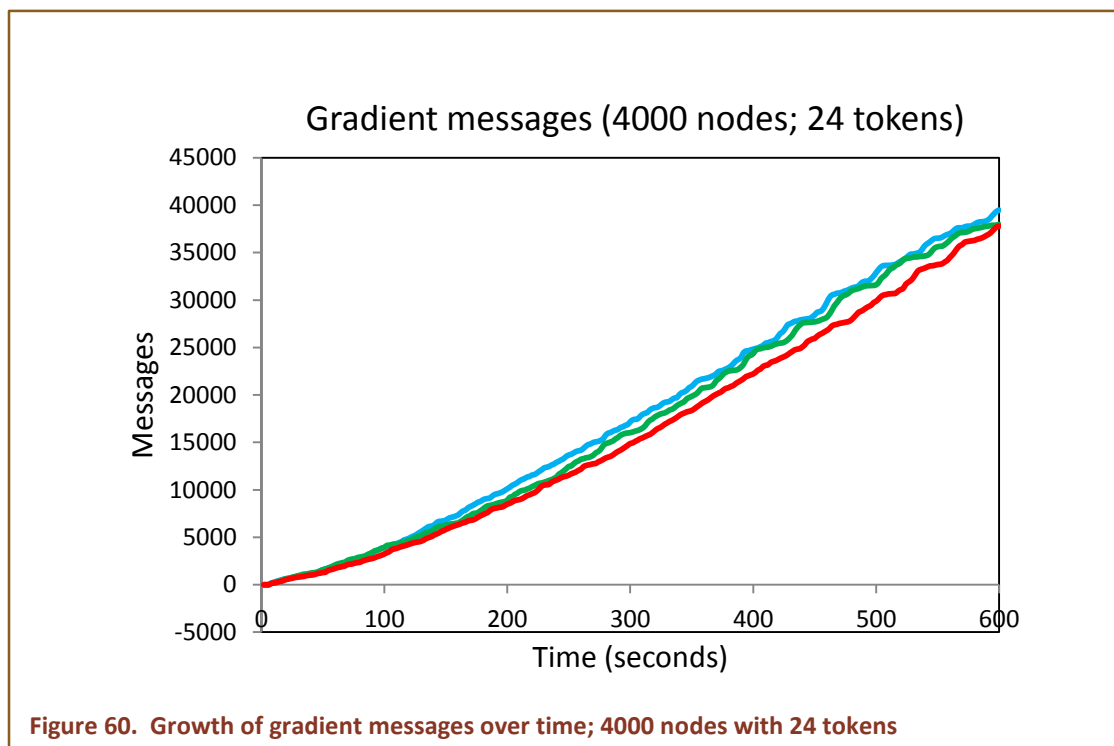 Gradient messages (4000 nodes; 24 tokens)
45000
40000
35000
30000
25000
20000
15000
10000
5000
0
-5000
Messages
0 100 200 300 400 500 600
Time (seconds)
Figure 60. Growth of gradient messages over time; 4000 nodes with 24 tokens